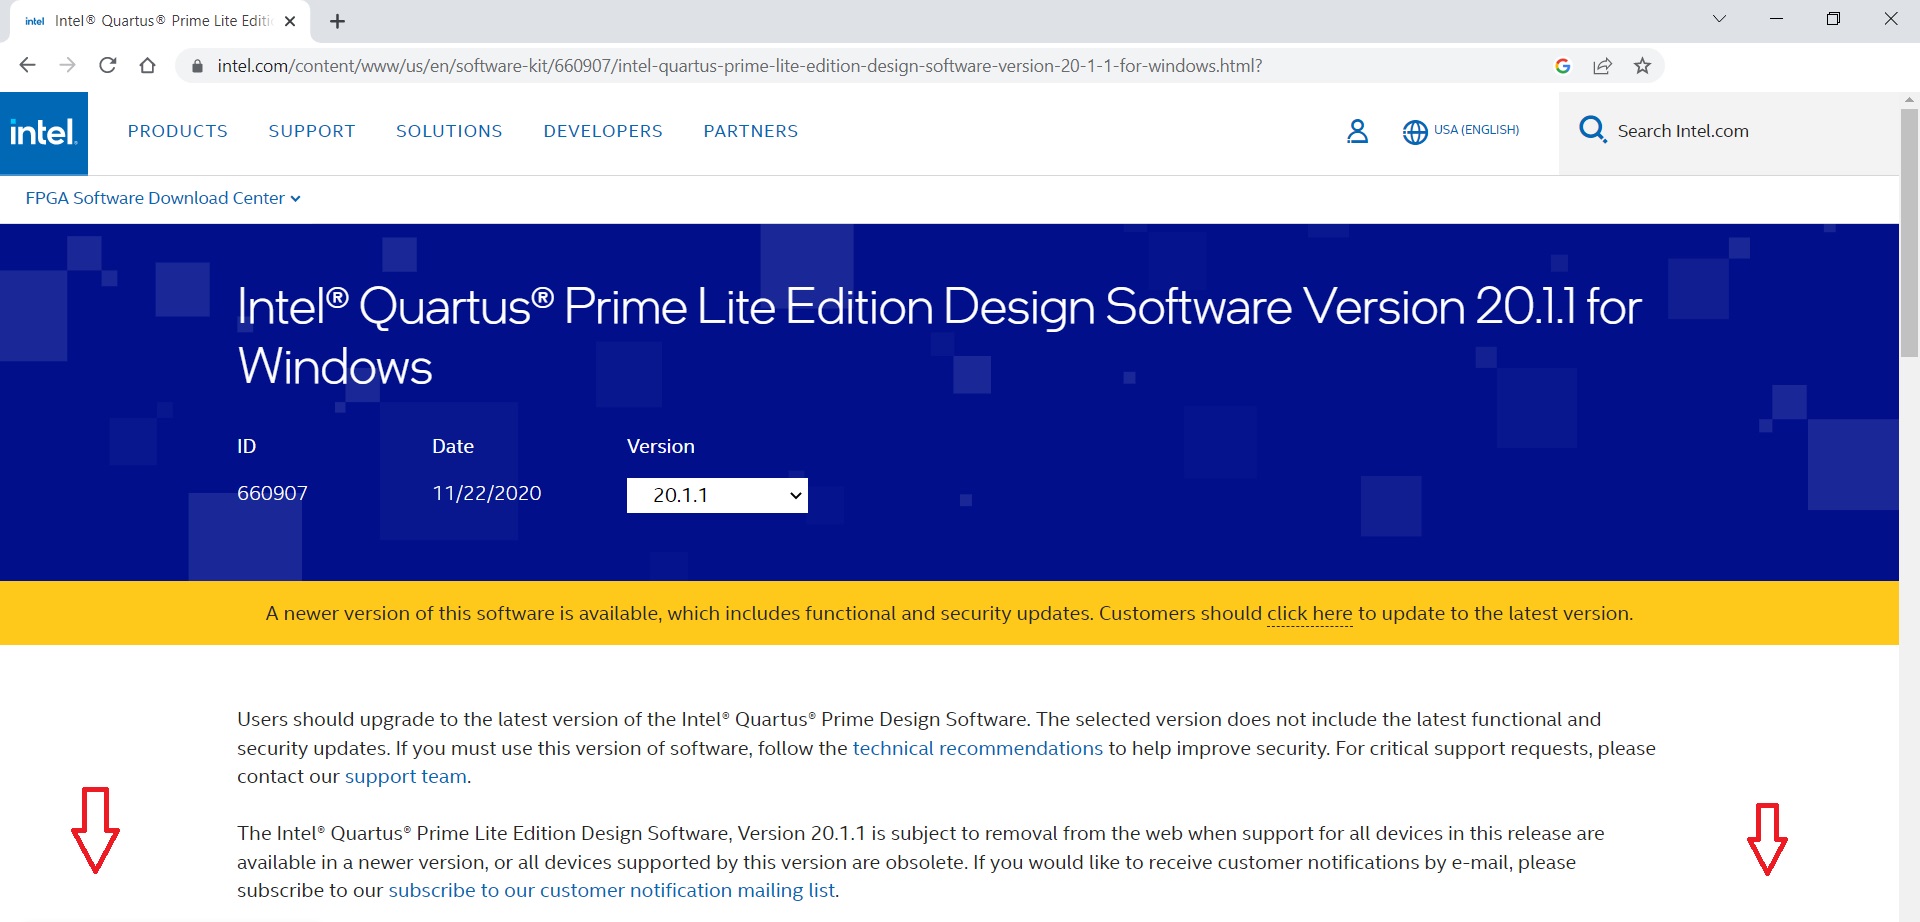 intel Intel® Quartus® Prime Lite Editi
intel.com/content/www/us/en/software-kit/660907/intel-quartus-prime-lite-edition-design-software-version-20-1-1-for-windows.html?
intel. PRODUCTS SUPPORT SOLUTIONS DEVELOPERS PARTNERS USA (ENGLISH) Search Intel.com
FPGA Software Download Center
Intel® Quartus® Prime Lite Edition Design Software Version 20.1.1 for
Windows
ID Date Version
660907 11/22/2020 20.1.1
A newer version of this software is available, which includes functional and security updates. Customers should click here to update to the latest version.
Users should upgrade to the latest version of the Intel® Quartus® Prime Design Software. The selected version does not include the latest functional and
security updates. If you must use this version of software, follow the technical recommendations to help improve security. For critical support requests, please
contact our support team.
The Intel® Quartus® Prime Lite Edition Design Software, Version 20.1.1 is subject to removal from the web when support for all devices in this release are
available in a newer version, or all devices supported by this version are obsolete. If you would like to receive customer notifications by e-mail, please
subscribe to our subscribe to our customer notification mailing list.